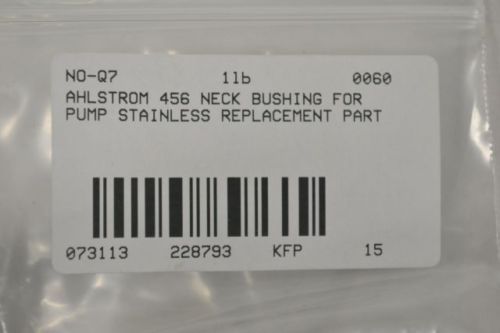 NO-Q7 1lb 0060
AHLSTROM 456 NECK BUSHING FOR
PUMP STAINLESS REPLACEMENT PART
073113 228793 KFP 15